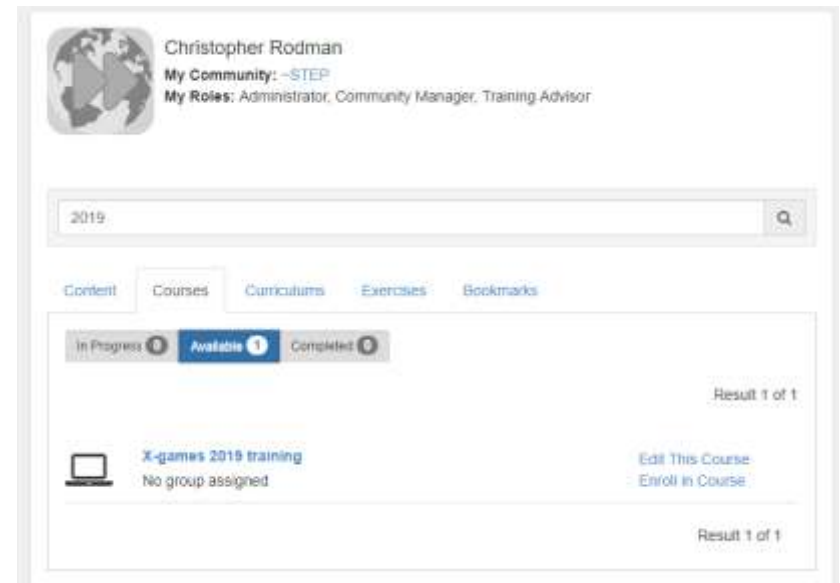 Christopher Rodman
My Community: ~STEP
My Roles: Administrator, Community Manager, Training Advisor
2019
Content Courses Curriculums Exercises Bookmarks
In Progress 0 Available 1 Completed 0
Result 1 of 1
X-games 2019 training Edit This Course
No group assigned Enroll in Course
Result 1 of 1